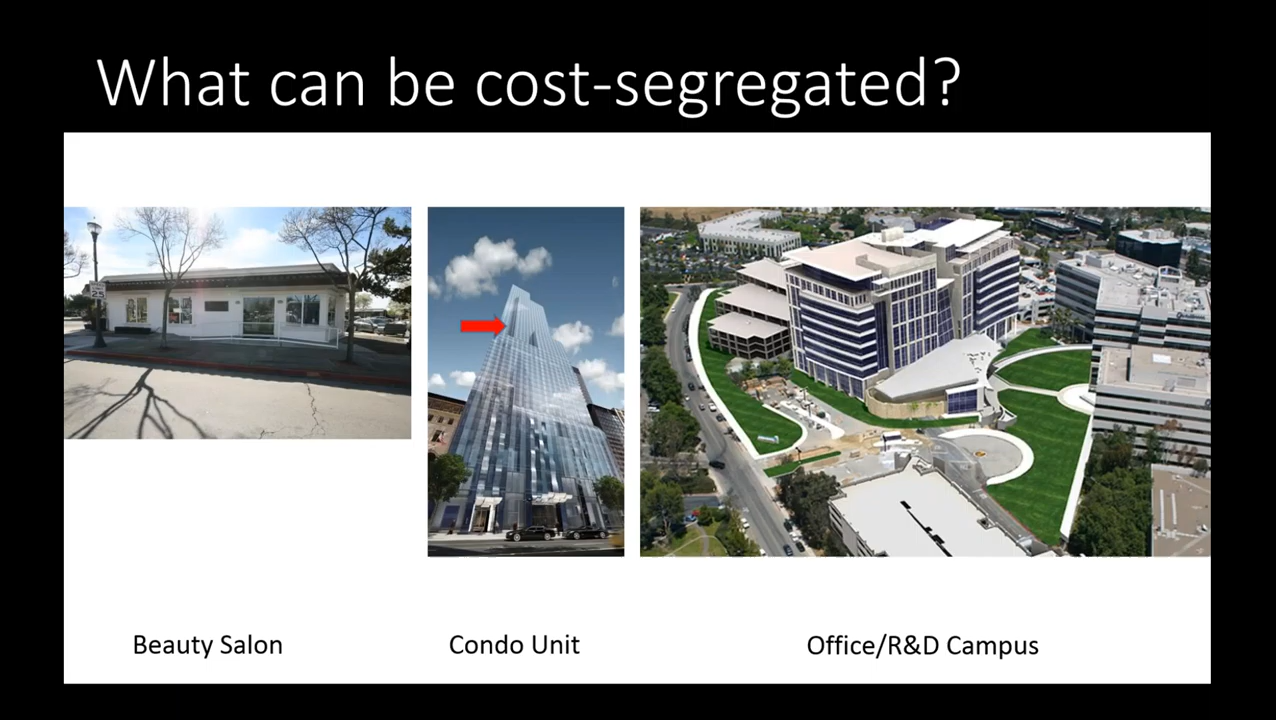 What can be cost-segregated?
Beauty Salon
Condo Unit
Office/R&D Campus